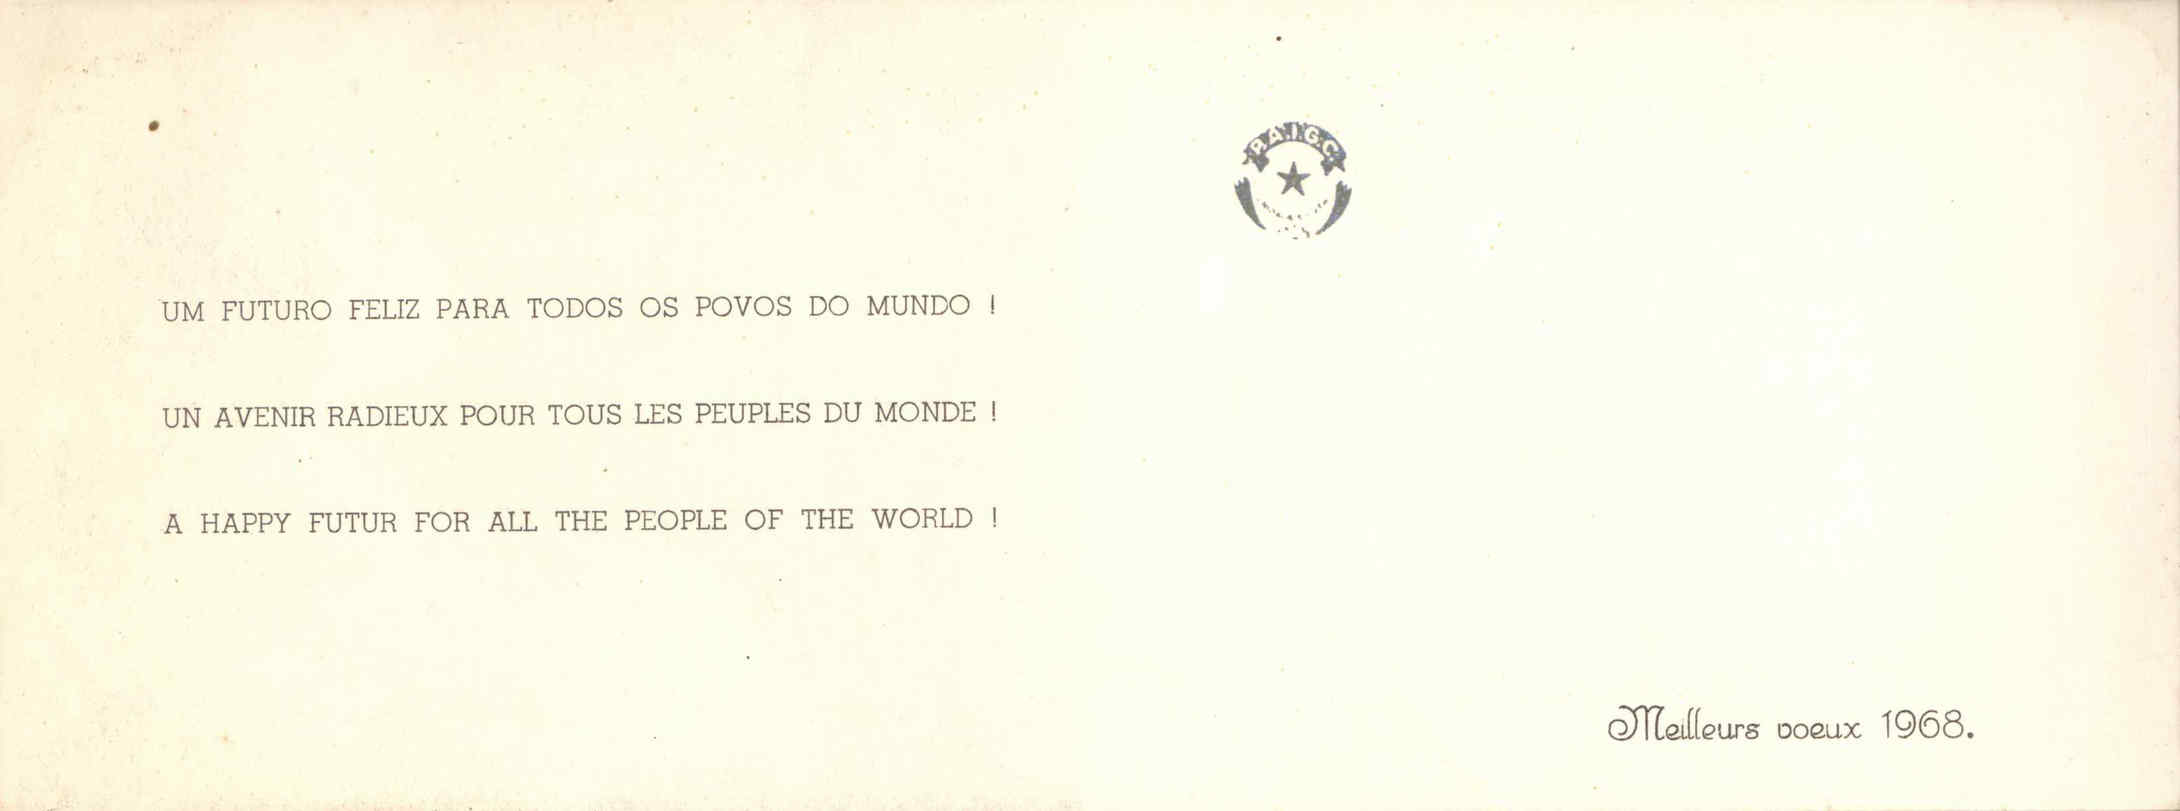 UM FUTURO FELIZ PARA TODOS OS POVOS DO MUNDO !
UN AVENIR RADIEUX POUR TOUS LES PEUPLES DU MONDE !
A HAPPY FUTUR FOR ALL THE PEOPLE OF THE WORLD !
P.A.I.G.C.
Meilleurs voeux 1968.